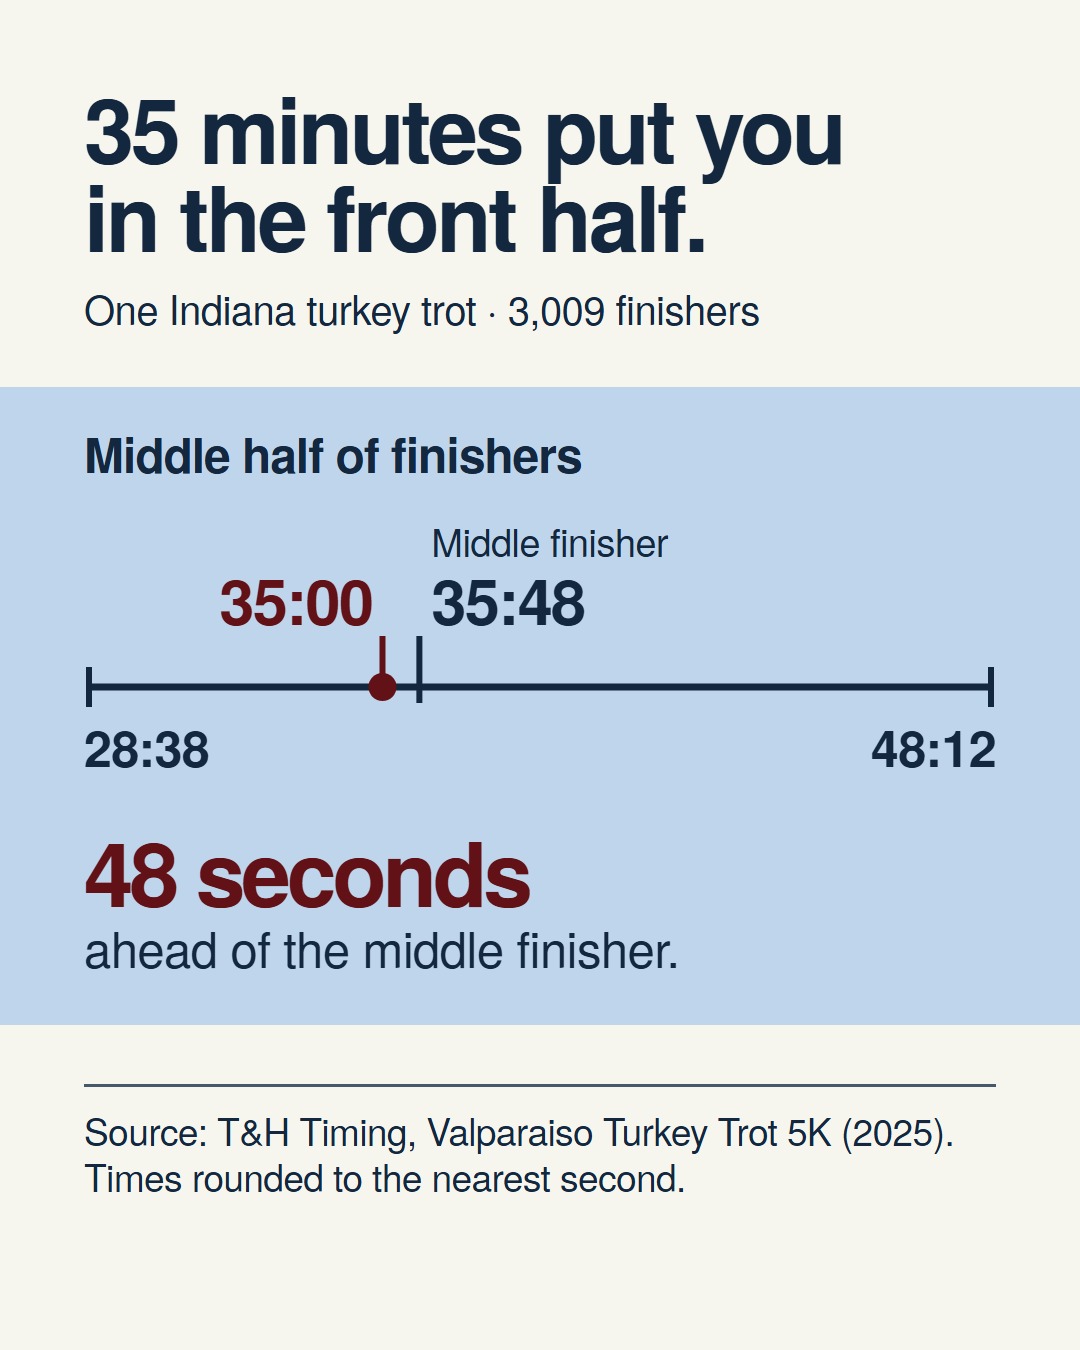 35 minutes put you
in the front half.
One Indiana turkey trot · 3,009 finishers
Middle half of finishers
Middle finisher
35:00
35:48
28:38
48:12
48 seconds
ahead of the middle finisher.
Source: T&H Timing, Valparaiso Turkey Trot 5K (2025).
Times rounded to the nearest second.